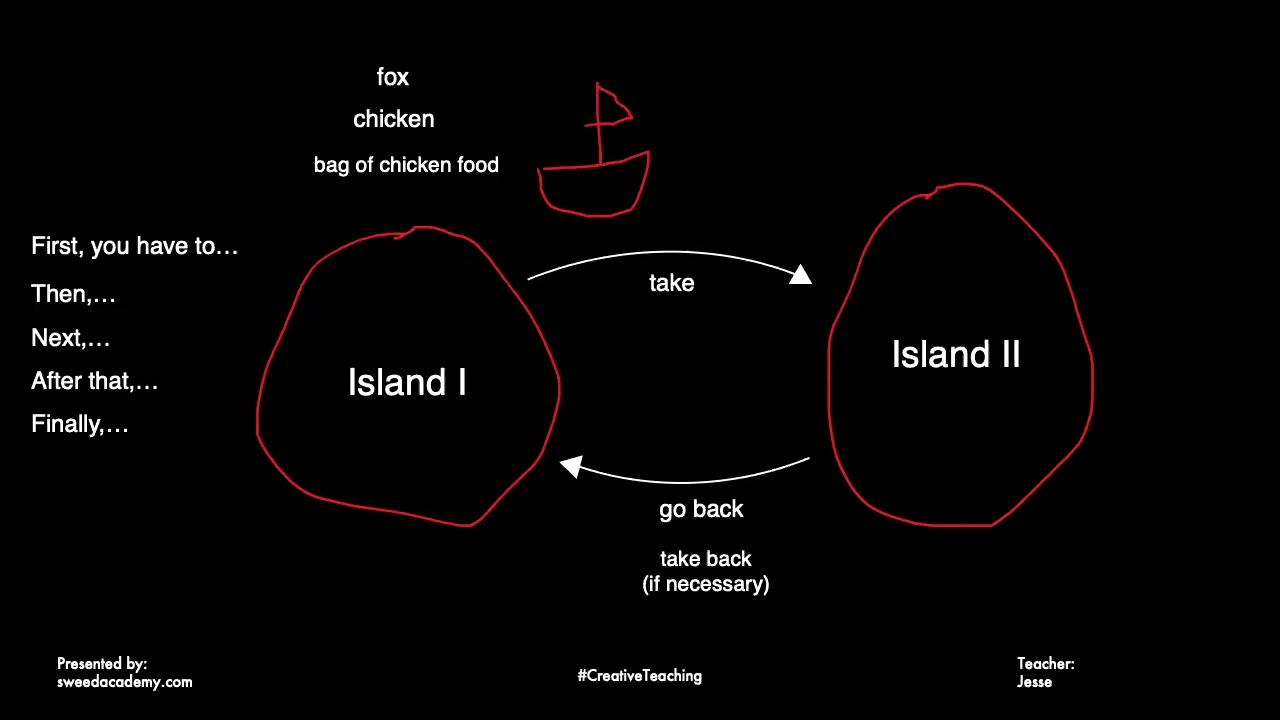 fox
chicken
bag of chicken food
First, you have to…
Then,…
Next,…
After that,…
Finally,…
take
Island I
Island II
go back
take back
(if necessary)
Presented by:
sweedacademy.com
#CreativeTeaching
Teacher:
Jesse